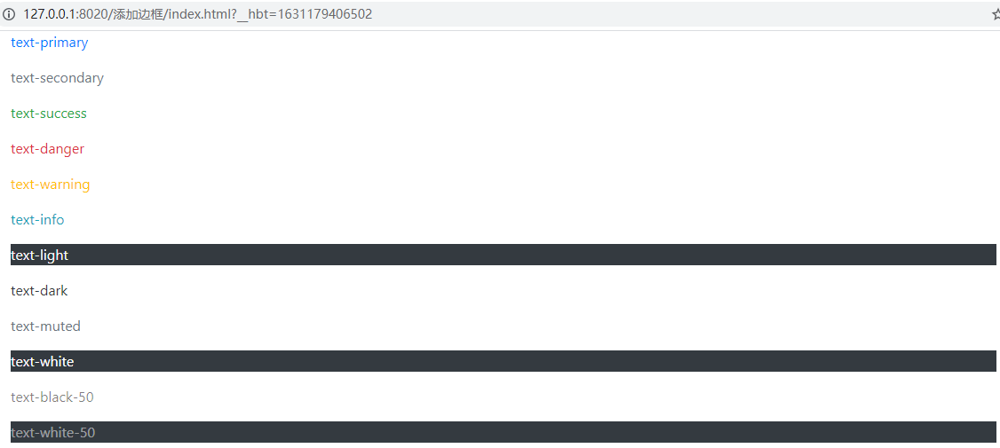 127.0.0.1:8020/添加边框/index.html?__hbt=1631179406502
text-primary
text-secondary
text-success
text-danger
text-warning
text-info
text-light
text-dark
text-muted
text-white
text-black-50
text-white-50